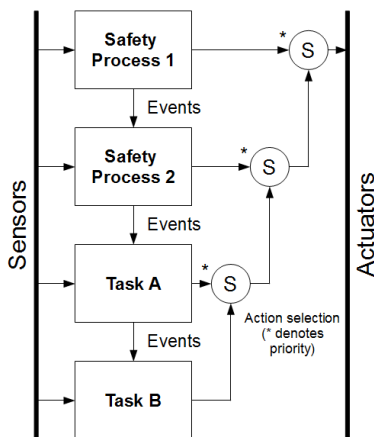 Safety
Process 1
*
S
Events
Safety
Process 2
*
S
Events
Sensors
Actuators
Task A
*
S
Action selection
(* denotes
priority)
Events
Task B